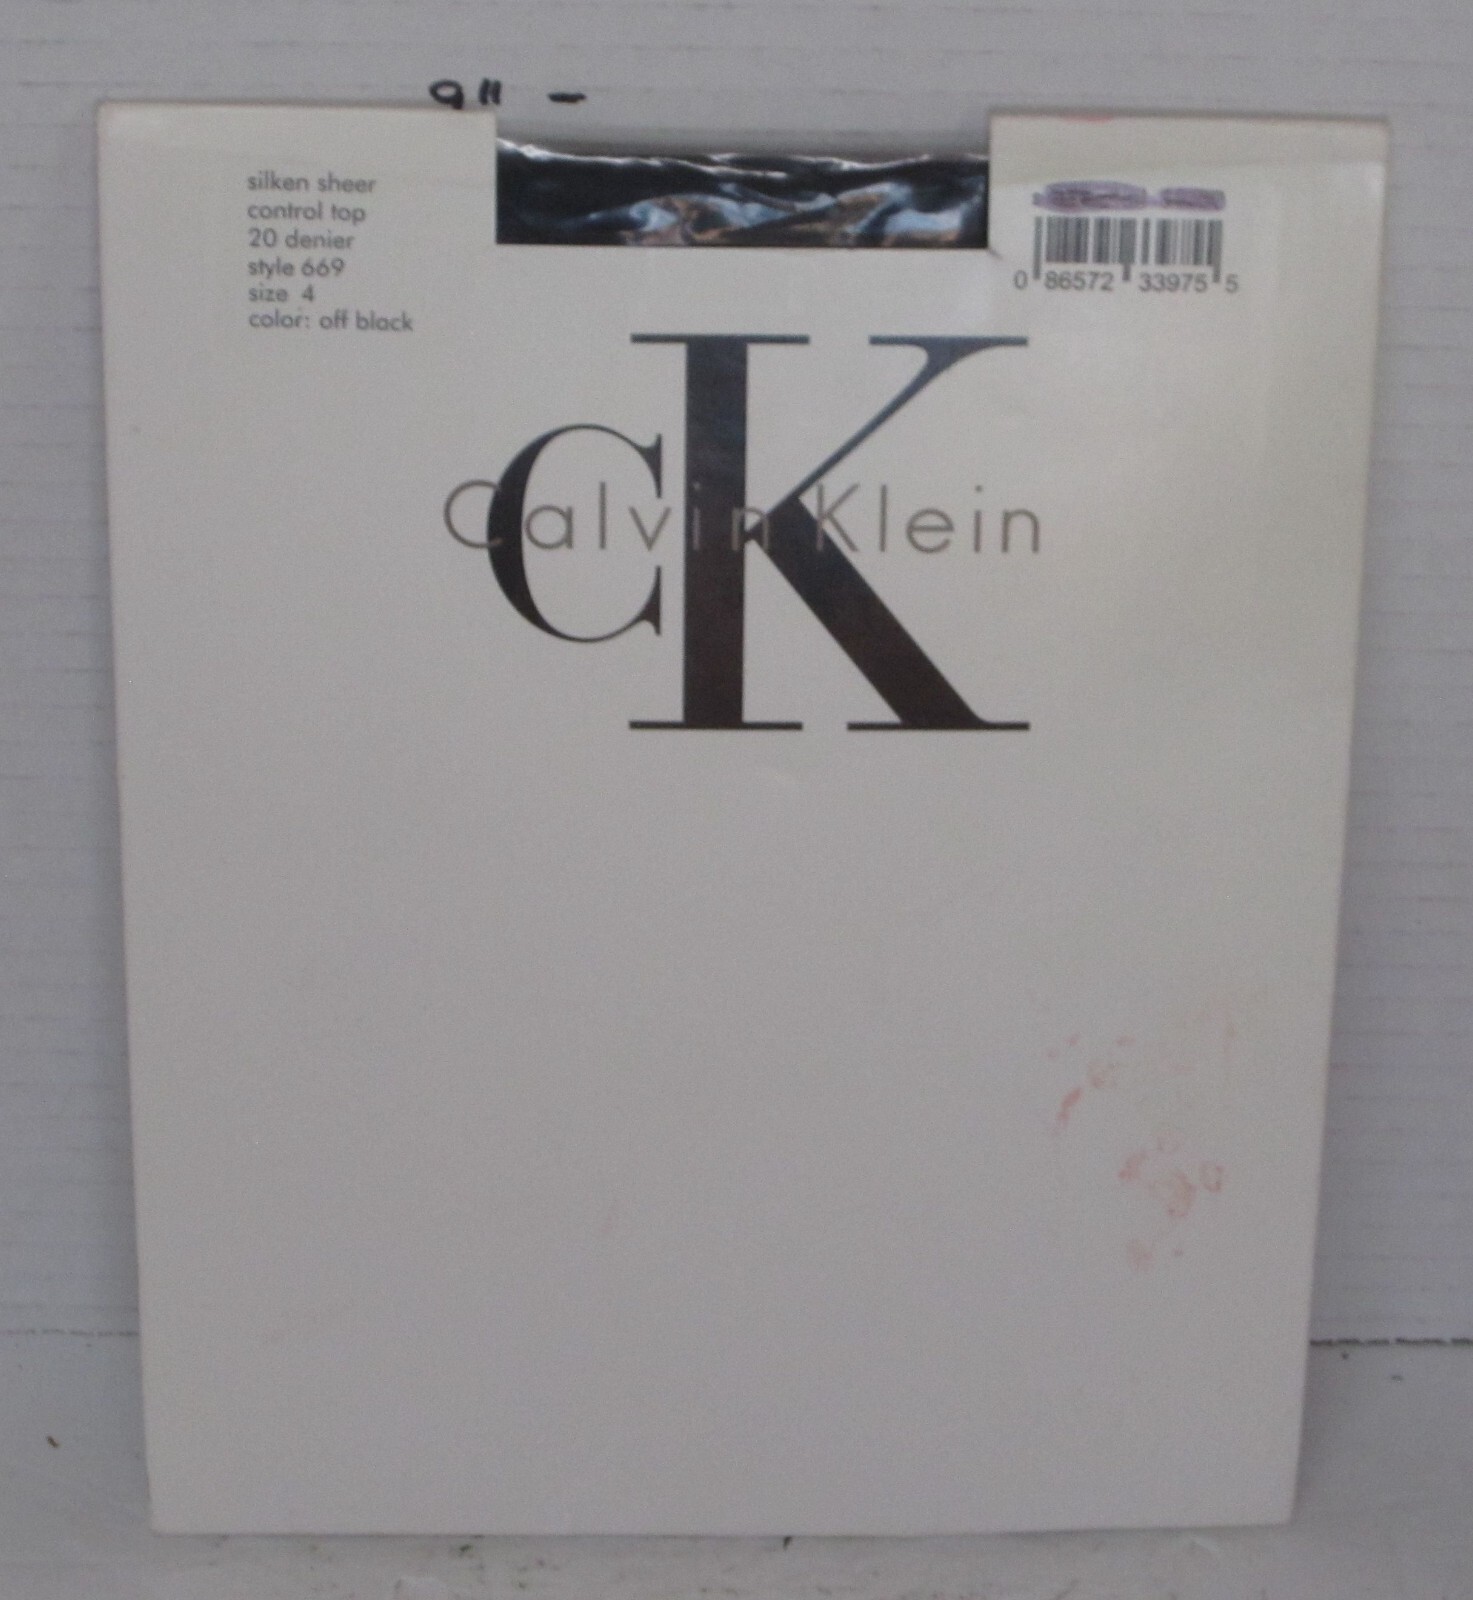 9" -
silken sheer
control top
20 denier
style 669
size 4
color: off black
0 86572 33975 5
cK
Calvin Klein